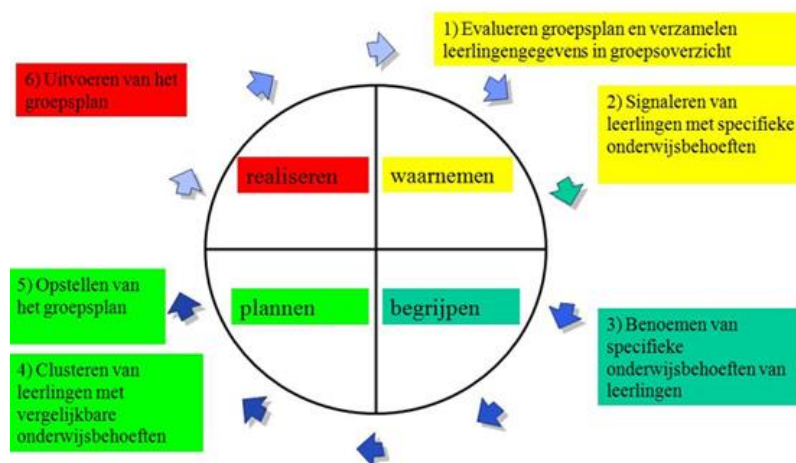 1) Evalueren groepsplan en verzamelen
leerlingengegevens in groepsoverzicht
2) Signaleren van
leerlingen met specifieke
onderwijsbehoeften
3) Benoemen van
specifieke
onderwijsbehoeften van
leerlingen
4) Clusteren van
leerlingen met
vergelijkbare
onderwijsbehoeften
5) Opstellen van
het groepsplan
6) Uitvoeren van het
groepsplan
realiseren
waarnemen
plannen
begrijpen